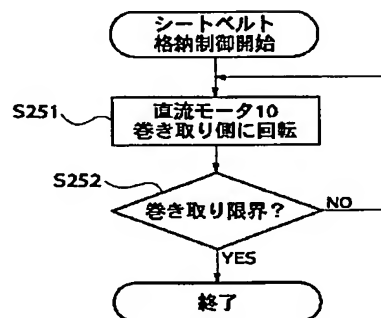 シートベルト
格納制御開始
S251
直流モータ10
巻き取り側に回転
S252
巻き取り限界？
NO
YES
終了